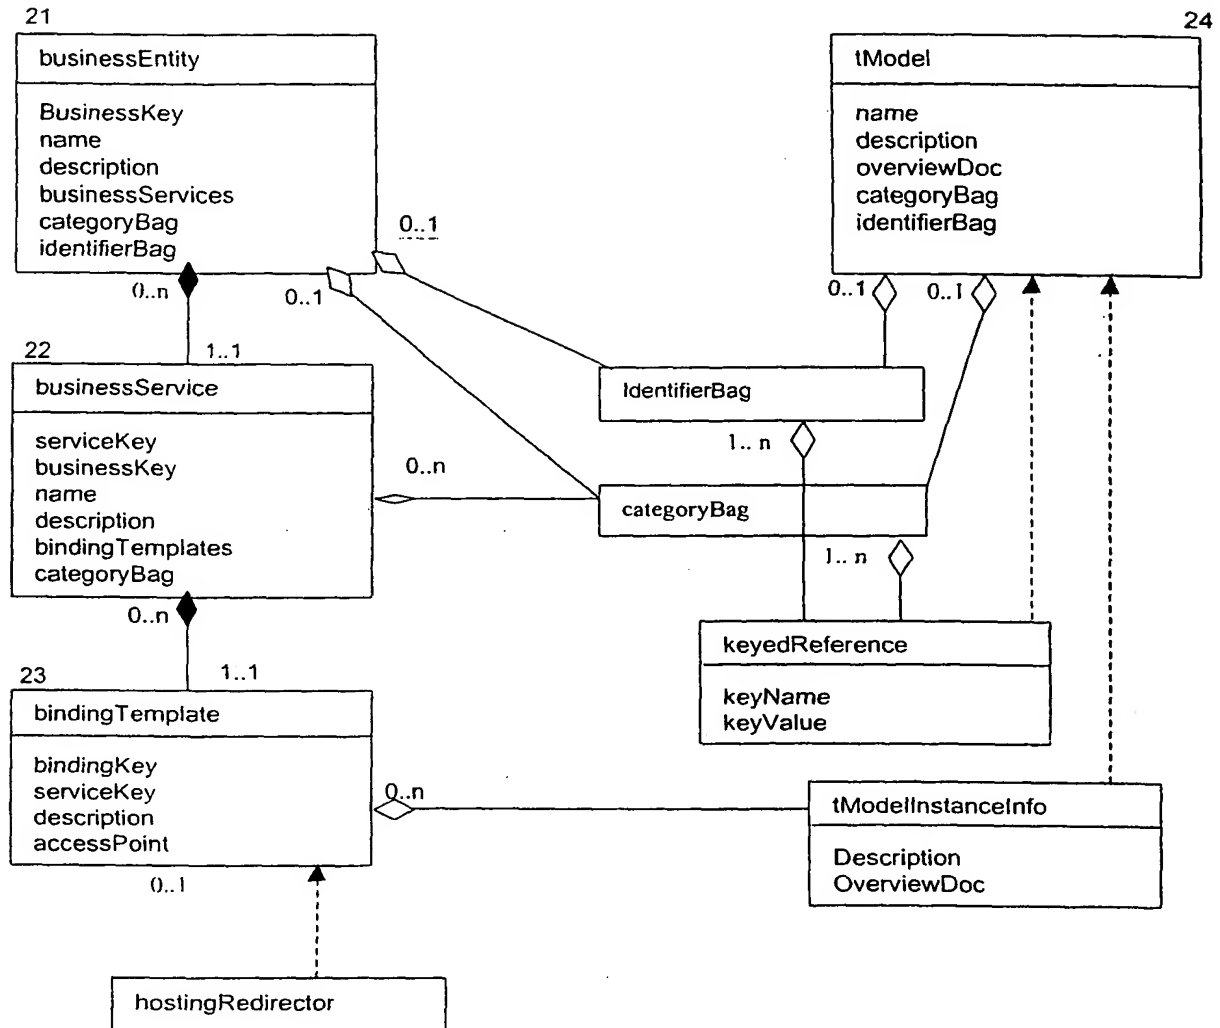 21
businessEntity
BusinessKey
name
description
businessServices
categoryBag
identifierBag
24
tModel
name
description
overviewDoc
categoryBag
identifierBag
0..1
0..n
0..1
0..1
0..1
1..1
22
businessService
serviceKey
businessKey
name
description
bindingTemplates
categoryBag
IdentifierBag
1.. n
0..n
categoryBag
1.. n
0..n
1..1
keyedReference
keyName
keyValue
23
bindingTemplate
bindingKey
serviceKey
description
accessPoint
0..n
tModelInstanceInfo
Description
OverviewDoc
0..1
hostingRedirector